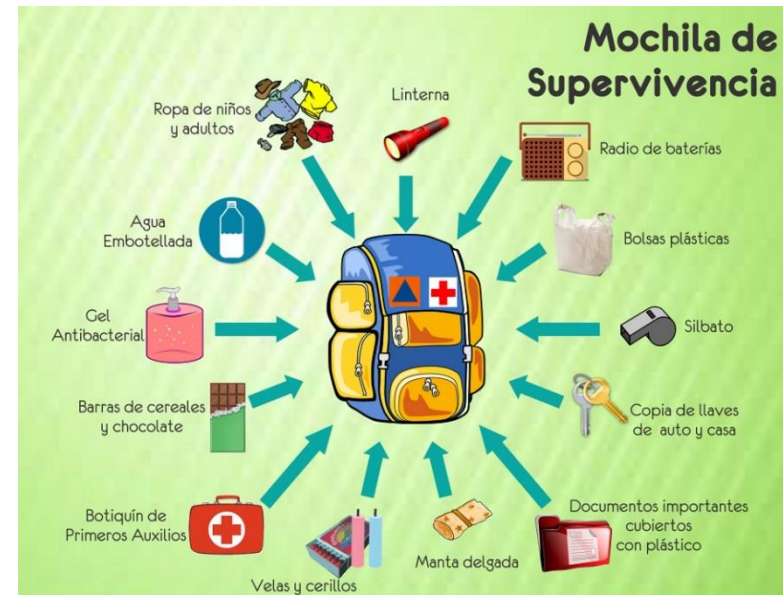 Mochila de
Supervivencia
Ropa de niños
y adultos
Linterna
Radio de baterías
Agua
Embotellada
Bolsas plásticas
Gel
Antibacterial
Silbato
Barras de cereales
y chocolate
Copia de llaves
de auto y casa
Botiquín de
Primeros Auxilios
Velas y cerillos
Manta delgada
Documentos importantes
cubiertos
con plástico